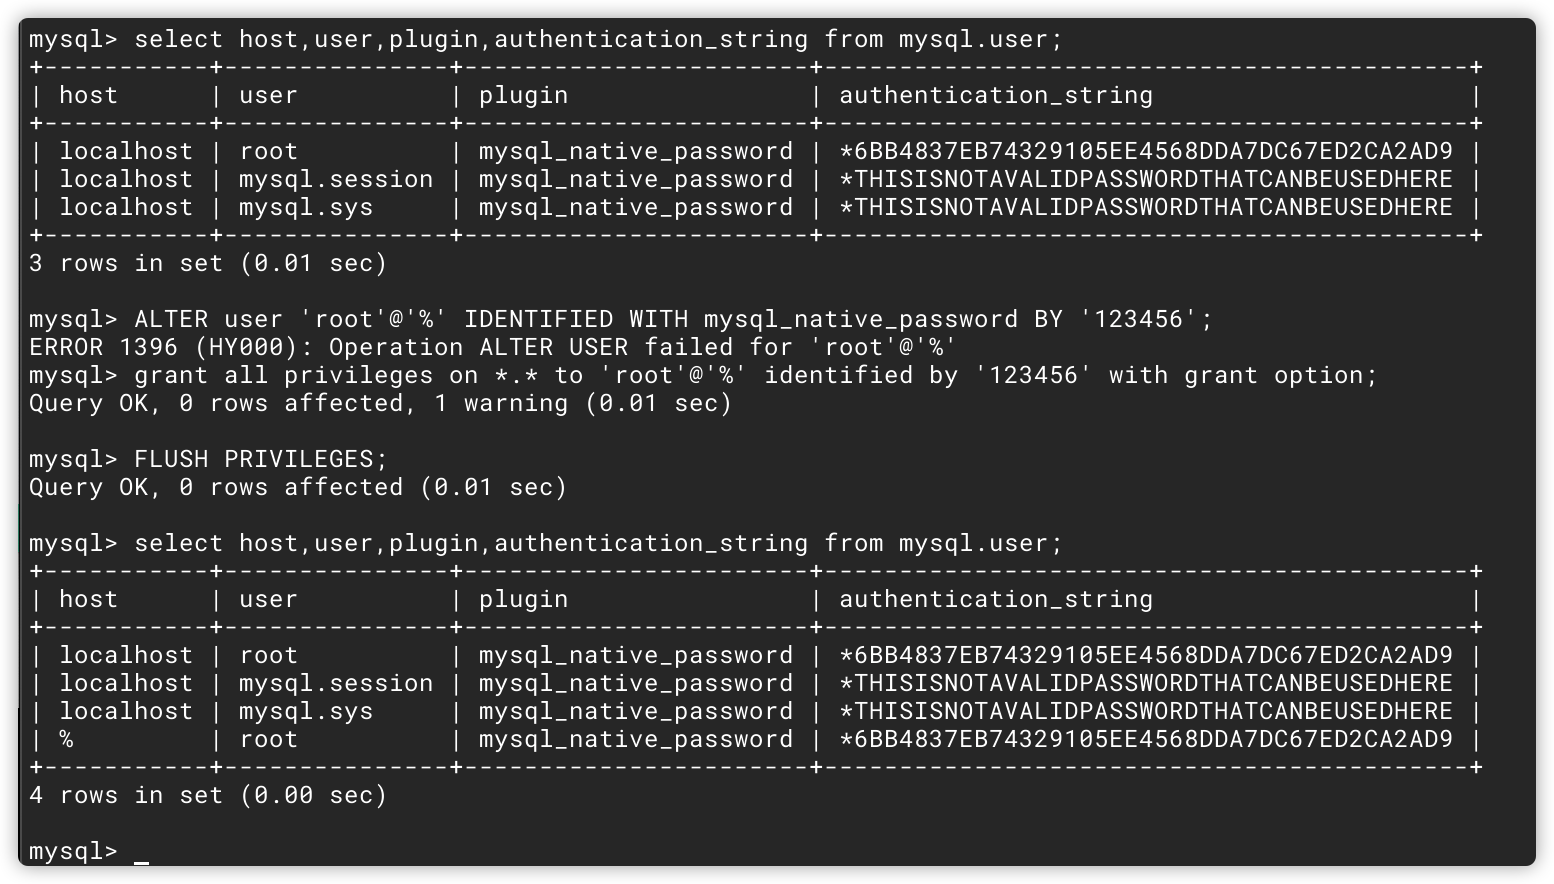 mysql> select host,user,plugin,authentication_string from mysql.user;
+-----------+---------------+-----------------------+-------------------------------------------+
| host      | user          | plugin                | authentication_string                     |
+-----------+---------------+-----------------------+-------------------------------------------+
| localhost | root          | mysql_native_password | *6BB4837EB74329105EE4568DDA7DC67ED2CA2AD9 |
| localhost | mysql.session | mysql_native_password | *THISISNOTAVALIDPASSWORDTHATCANBEUSEDHERE |
| localhost | mysql.sys     | mysql_native_password | *THISISNOTAVALIDPASSWORDTHATCANBEUSEDHERE |
+-----------+---------------+-----------------------+-------------------------------------------+
3 rows in set (0.01 sec)

mysql> ALTER user 'root'@'%' IDENTIFIED WITH mysql_native_password BY '123456';
ERROR 1396 (HY000): Operation ALTER USER failed for 'root'@'%'
mysql> grant all privileges on *.* to 'root'@'%' identified by '123456' with grant option;
Query OK, 0 rows affected, 1 warning (0.01 sec)

mysql> FLUSH PRIVILEGES;
Query OK, 0 rows affected (0.01 sec)

mysql> select host,user,plugin,authentication_string from mysql.user;
+-----------+---------------+-----------------------+-------------------------------------------+
| host      | user          | plugin                | authentication_string                     |
+-----------+---------------+-----------------------+-------------------------------------------+
| localhost | root          | mysql_native_password | *6BB4837EB74329105EE4568DDA7DC67ED2CA2AD9 |
| localhost | mysql.session | mysql_native_password | *THISISNOTAVALIDPASSWORDTHATCANBEUSEDHERE |
| localhost | mysql.sys     | mysql_native_password | *THISISNOTAVALIDPASSWORDTHATCANBEUSEDHERE |
| %         | root          | mysql_native_password | *6BB4837EB74329105EE4568DDA7DC67ED2CA2AD9 |
+-----------+---------------+-----------------------+-------------------------------------------+
4 rows in set (0.00 sec)

mysql> _